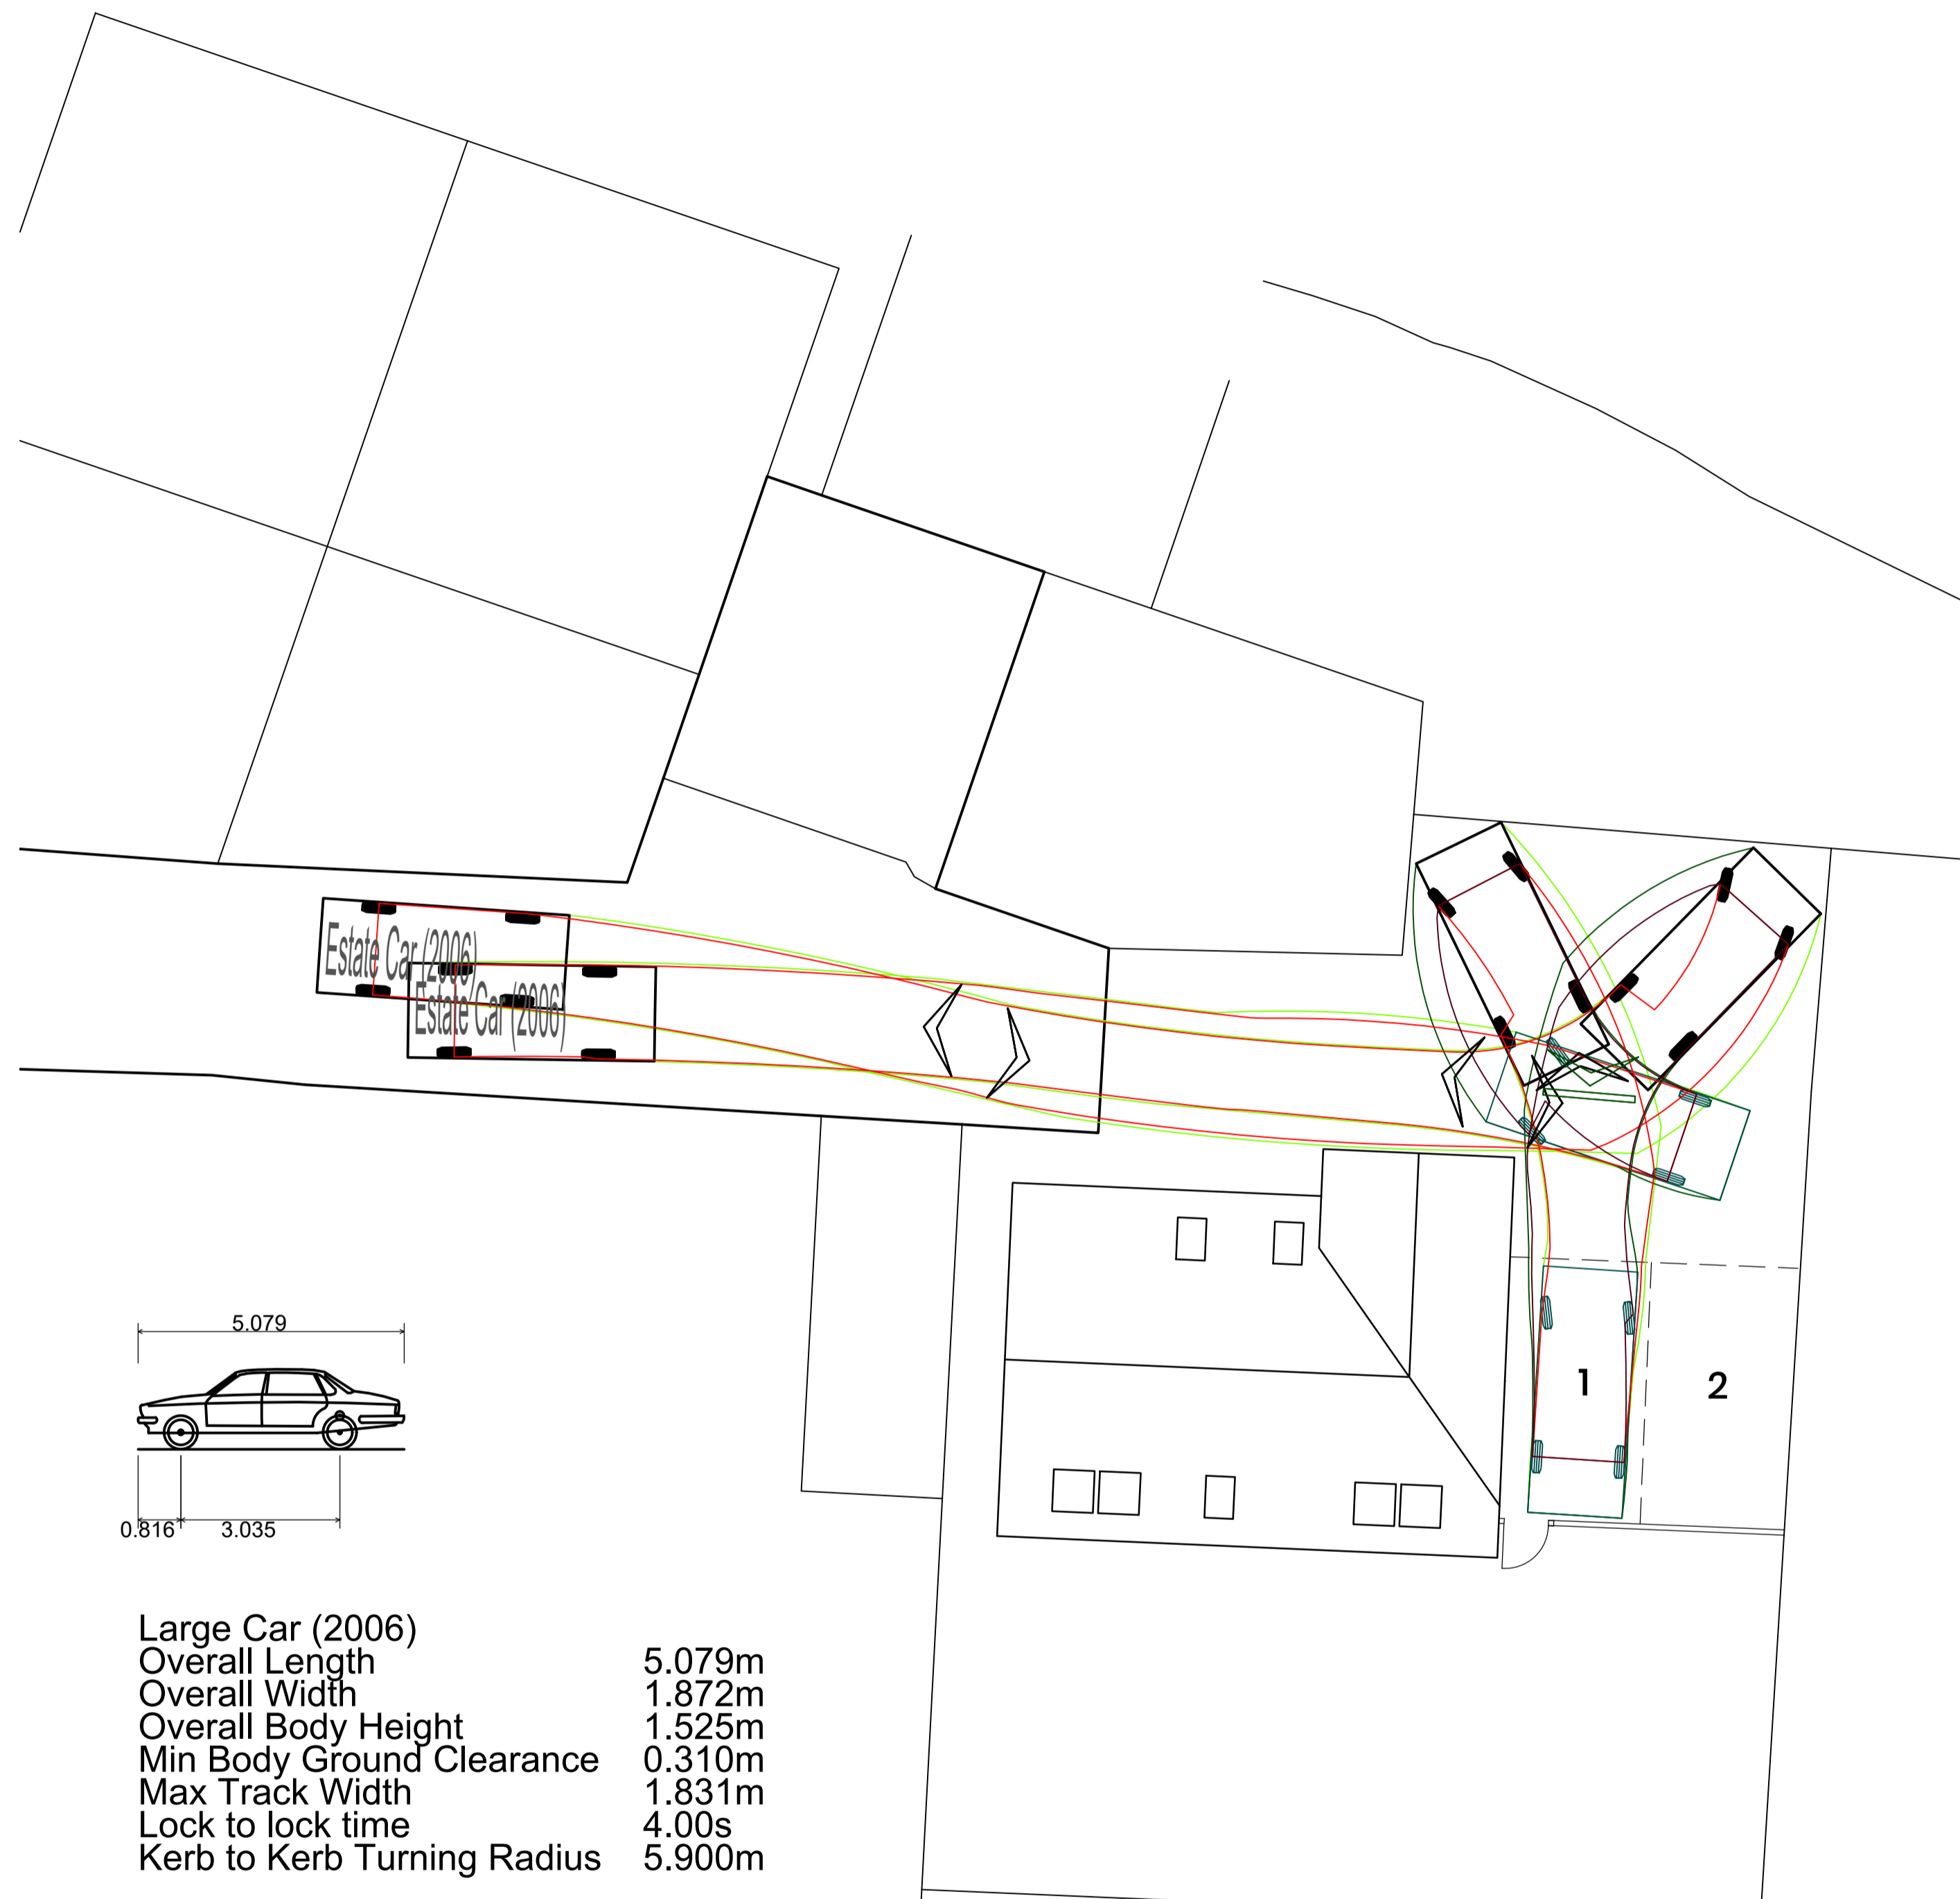 Estate Car (2006)
Estate Car (2006)
1
2
5.079
0.816 3.035
Large Car (2006)
Overall Length 5.079m
Overall Width 1.872m
Overall Body Height 1.525m
Min Body Ground Clearance 0.310m
Max Track Width 1.831m
Lock to lock time 4.00s
Kerb to Kerb Turning Radius 5.900m